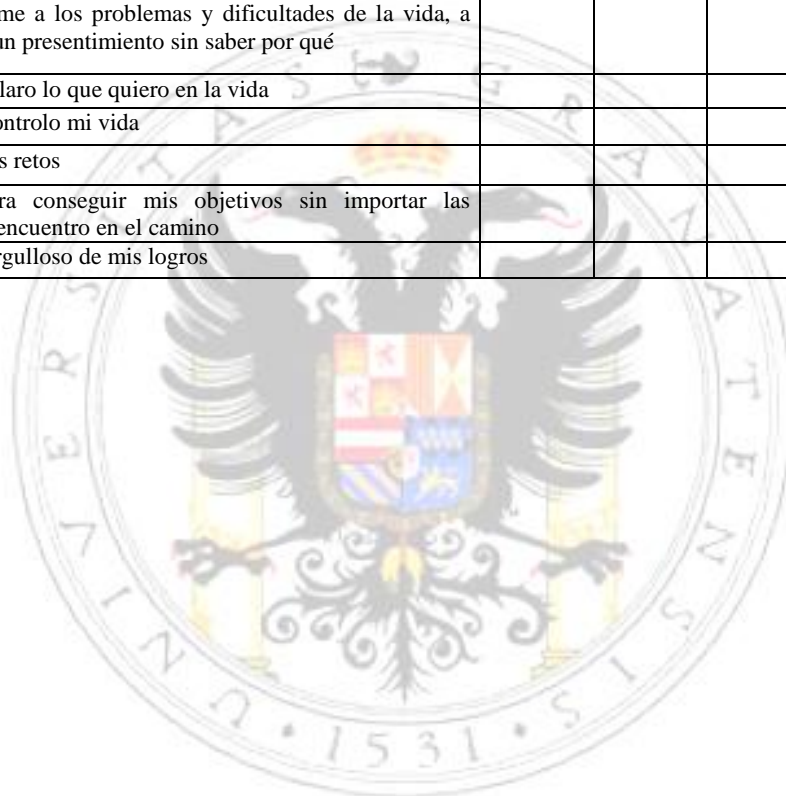 me a los problemas y dificultades de la vida, a
un presentimiento sin saber por qué
laro lo que quiero en la vida
ontrolo mi vida
s retos
ra conseguir mis objetivos sin importar las
encuentro en el camino
rgulloso de mis logros
UNIVERSITAS GRANATENSIS
1531